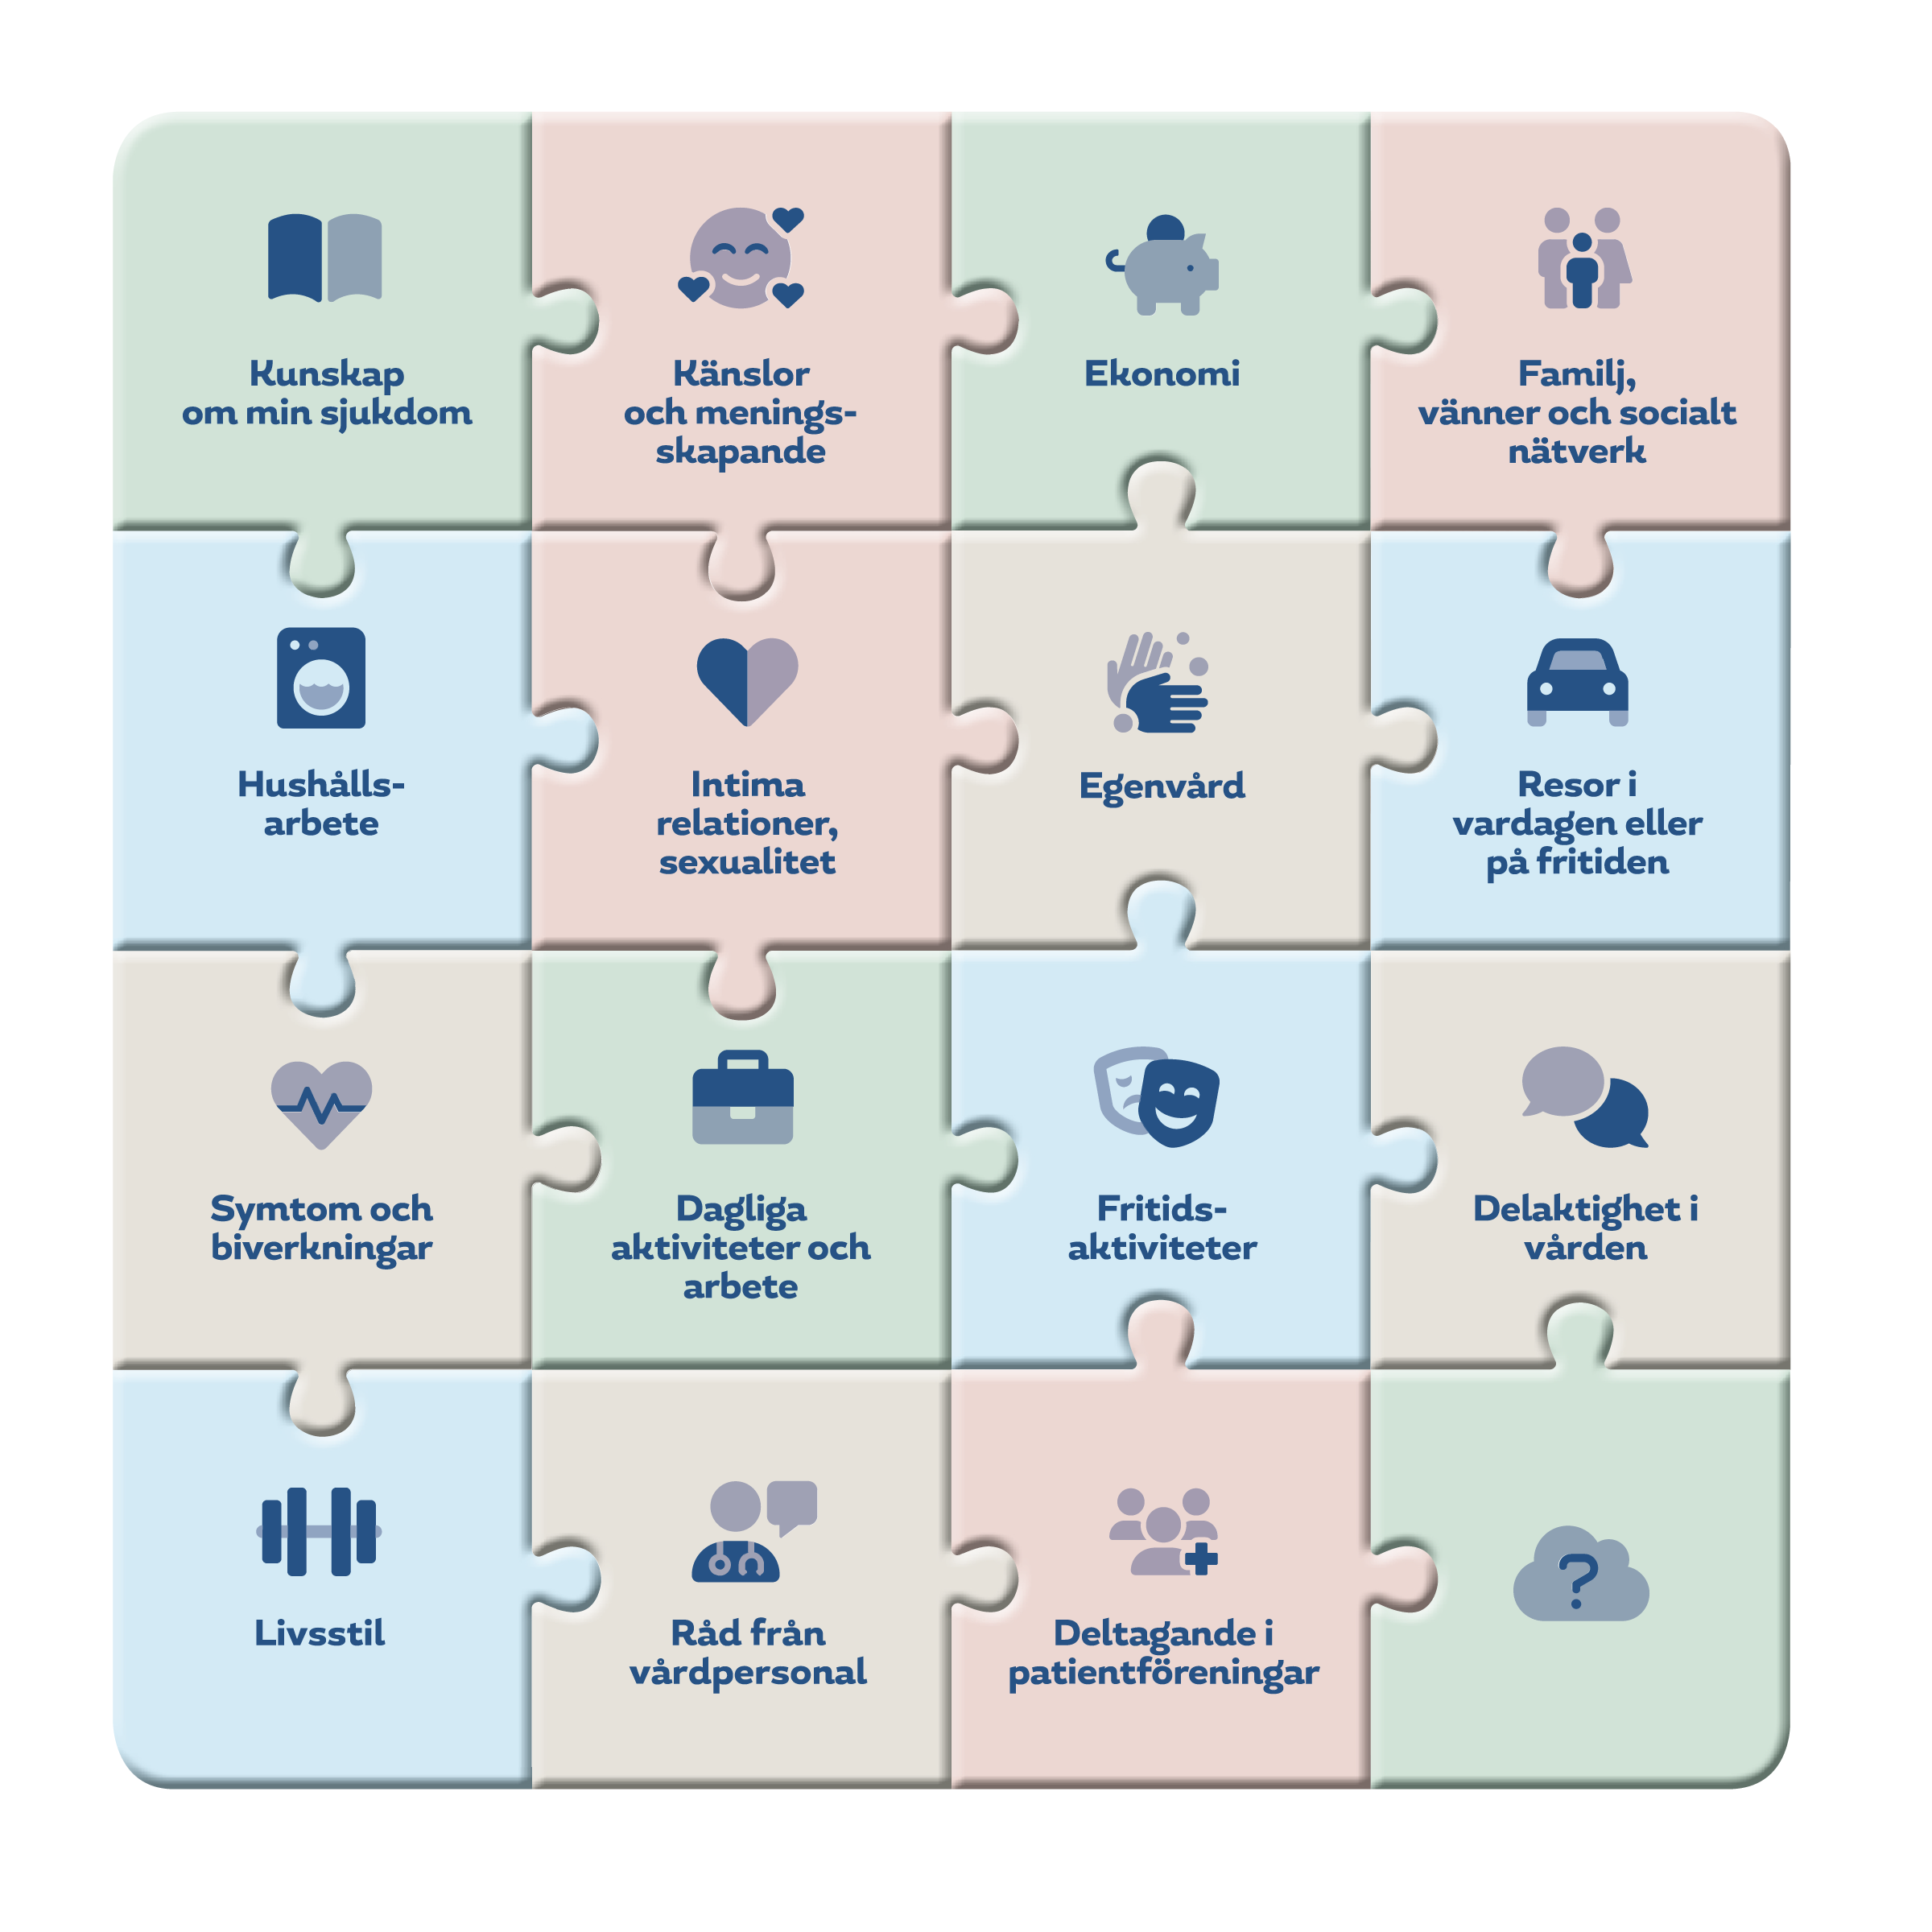 Kunskap
om min sjukdom
Känslor
och menings-
skapande
Ekonomi
Familj,
vänner och socialt
nätverk
Hushålls-
arbete
Intima
relationer,
sexualitet
Egenvård
Resor i
vardagen eller
på fritiden
Symtom och
biverkningar
Dagliga
aktiviteter och
arbete
Fritids-
aktiviteter
Delaktighet i
vården
Livsstil
Råd från
vårdpersonal
Deltagande i
patientföreningar
?